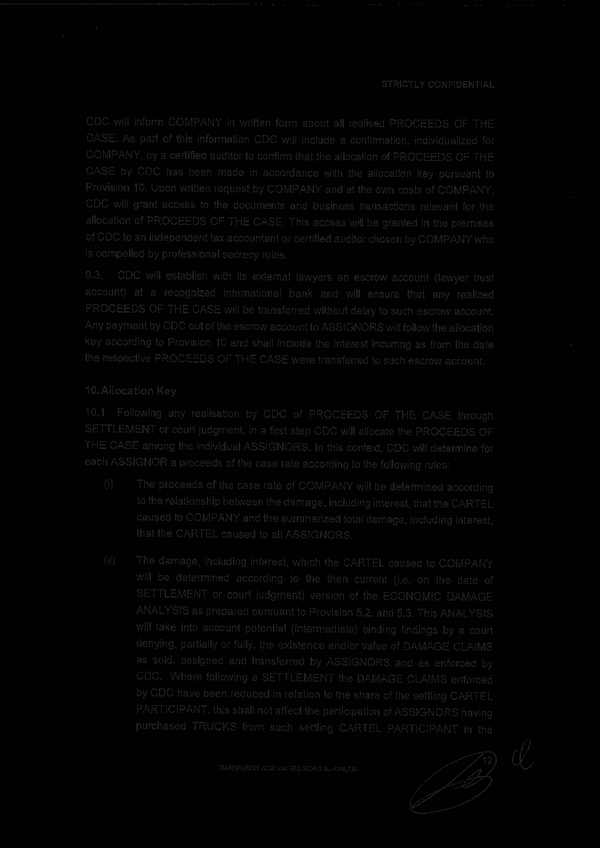 STRICTLY CONFIDENTIAL
CDC will inform COMPANY in written form about all realised PROCEEDS OF THE
CASE. As part of this information CDC will include a confirmation, individualized for
COMPANY, by a certified auditor to confirm that the allocation of PROCEEDS OF THE
CASE by CDC has been made in accordance with the allocation key pursuant to
Provision 10. Upon written request by COMPANY and at the own costs of COMPANY,
CDC will grant access to the documents and business transactions relevant for the
allocation of PROCEEDS OF THE CASE. This access will be granted in the premises
of CDC to an independent tax accountant or certified auditor chosen by COMPANY who
is compelled by professional secrecy rules.
9.3. CDC will establish with its external lawyers an escrow account (lawyer trust
account) at a recognized international bank and will ensure that any realized
PROCEEDS OF THE CASE will be transferred without delay to such escrow account.
Any payment by CDC out of the escrow account to ASSIGNORS will follow the allocation
key according to Provision 10 and shall include the interest incurring as from the date
the respective PROCEEDS OF THE CASE were transferred to such escrow account.
10. Allocation Key
10.1. Following any realisation by CDC of PROCEEDS OF THE CASE through
SETTLEMENT or court judgment, in a first step CDC will allocate the PROCEEDS OF
THE CASE among the individual ASSIGNORS. In this context, CDC will determine for
each ASSIGNOR a proceeds of the case rate according to the following rules:
(i) The proceeds of the case rate of COMPANY will be determined according
to the relationship between the damage, including interest, that the CARTEL
caused to COMPANY and the summarized total damage, including interest,
that the CARTEL caused to all ASSIGNORS.
(ii) The damage, including interest, which the CARTEL caused to COMPANY
will be determined according to the then current (i.e. on the date of
SETTLEMENT or court judgment) version of the ECONOMIC DAMAGE
ANALYSIS as prepared pursuant to Provision 5.2. and 5.3. This ANALYSIS
will take into account potential (intermediate) binding findings by a court
denying, partially or fully, the existence and/or value of DAMAGE CLAIMS
as sold, assigned and transferred by ASSIGNORS and as enforced by
CDC. Where following a SETTLEMENT the DAMAGE CLAIMS enforced
by CDC have been reduced in relation to the share of the settling CARTEL
PARTICIPANT, this shall not affect the participation of ASSIGNORS having
purchased TRUCKS from such settling CARTEL PARTICIPANT in the
12